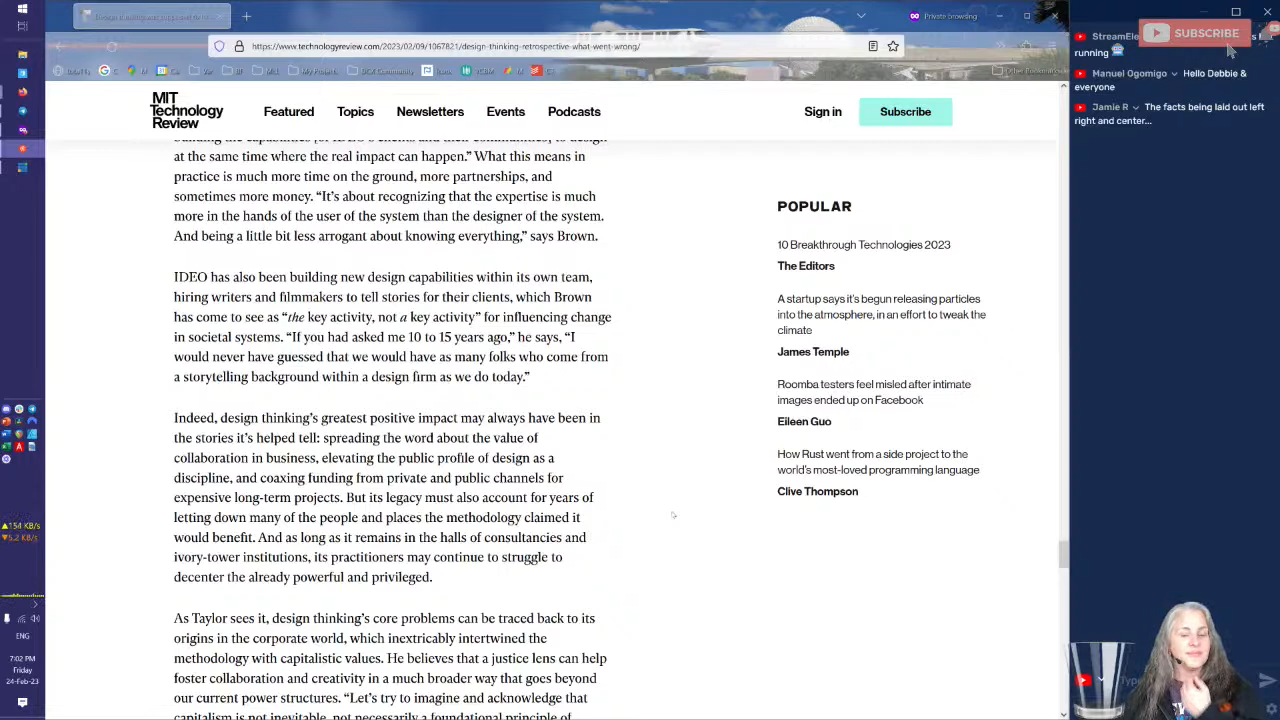 Private browsing
https://www.technologyreview.com/2023/02/09/1067821/design-thinking-retrospective-what-went-wrong/
Other Bookmarks
MIT
Technology
Review
Featured
Topics
Newsletters
Events
Podcasts
Sign in
Subscribe
at the same time where the real impact can happen.” What this means in
practice is much more time on the ground, more partnerships, and
sometimes more money. “It’s about recognizing that the expertise is much
more in the hands of the user of the system than the designer of the system.
And being a little bit less arrogant about knowing everything,” says Brown.
IDEO has also been building new design capabilities within its own team,
hiring writers and filmmakers to tell stories for their clients, which Brown
has come to see as “the key activity, not a key activity” for influencing change
in societal systems. “If you had asked me 10 to 15 years ago,” he says, “I
would never have guessed that we would have as many folks who come from
a storytelling background within a design firm as we do today.”
Indeed, design thinking’s greatest positive impact may always have been in
the stories it’s helped tell: spreading the word about the value of
collaboration in business, elevating the public profile of design as a
discipline, and coaxing funding from private and public channels for
expensive long-term projects. But its legacy must also account for years of
letting down many of the people and places the methodology claimed it
would benefit. And as long as it remains in the halls of consultancies and
ivory-tower institutions, its practitioners may continue to struggle to
decenter the already powerful and privileged.
As Taylor sees it, design thinking’s core problems can be traced back to its
origins in the corporate world, which inextricably intertwined the
methodology with capitalistic values. He believes that a justice lens can help
foster collaboration and creativity in a much broader way that goes beyond
our current power structures. “Let’s try to imagine and acknowledge that
capitalism is not inevitable, not necessarily a foundational principle of
POPULAR
10 Breakthrough Technologies 2023
The Editors
A startup says it’s begun releasing particles
into the atmosphere, in an effort to tweak the
climate
James Temple
Roomba testers feel misled after intimate
images ended up on Facebook
Eileen Guo
How Rust went from a side project to the
world’s most-loved programming language
Clive Thompson
SUBSCRIBE
running
Manuel Ogomigo Hello Debbie &
everyone
Jamie R The facts being laid out left
right and center...
154 KB/s
5.2 KB/s
ENG
7:02 PM
Friday
24-Feb-23